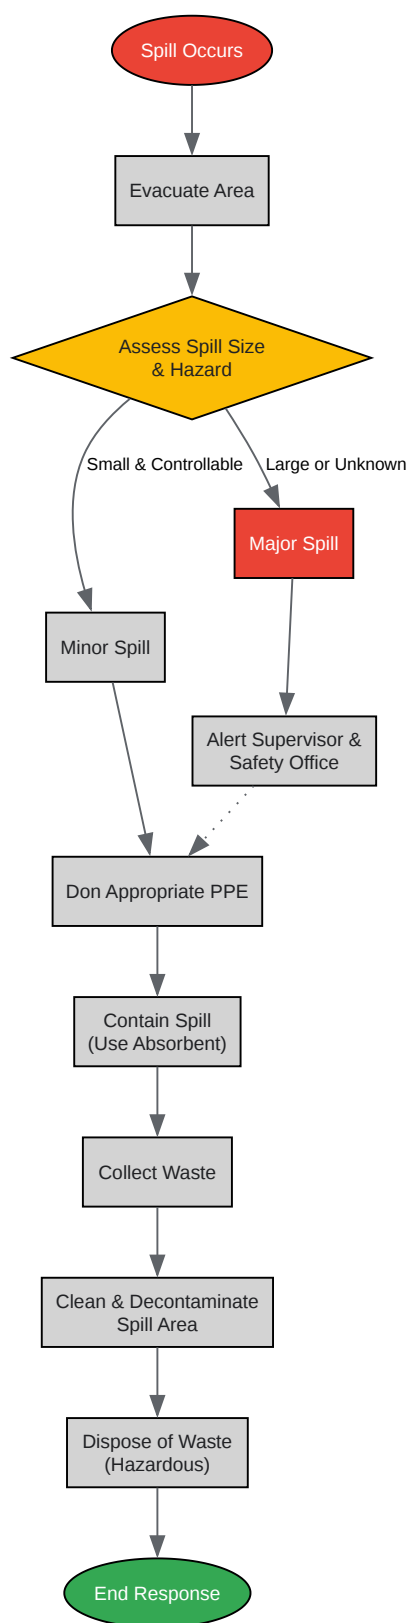 Spill Occurs
Evacuate Area
Assess Spill Size
& Hazard
Small & Controllable
Large or Unknown
Major Spill
Minor Spill
Alert Supervisor &
Safety Office
Don Appropriate PPE
Contain Spill
(Use Absorbent)
Collect Waste
Clean & Decontaminate
Spill Area
Dispose of Waste
(Hazardous)
End Response